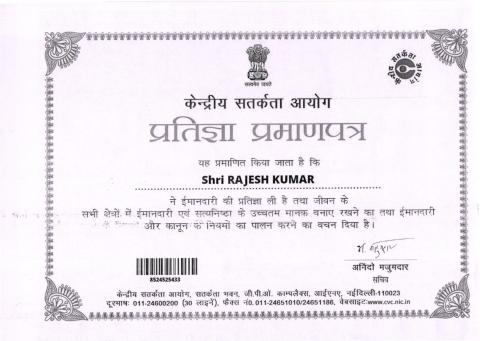 सत्यमेव जयते
केन्द्रीय सतर्कता आयोग
केन्द्रीय सतर्कता आयोग
प्रतिज्ञा प्रमाणपत्र
यह प्रमाणित किया जाता है कि
Shri RAJESH KUMAR
ने ईमानदारी की प्रतिज्ञा ली है तथा जीवन के
सभी क्षेत्रों में ईमानदारी एवं सत्यनिष्ठा के उच्चतम मानक बनाए रखने का तथा ईमानदारी
और कानून के नियमों का पालन करने का वचन दिया है।
8524525433
अनिंदो मजुमदार
सचिव
केन्द्रीय सतर्कता आयोग, सतर्कता भवन, जी.पी.ओ. काम्पलैक्स, आईएनए, नईदिल्ली-110023
दूरभाषः 011-24600200 (30 लाइनें), फैक्स नं0. 011-24651010/24651186, वेबसाइटः www.cvc.nic.in